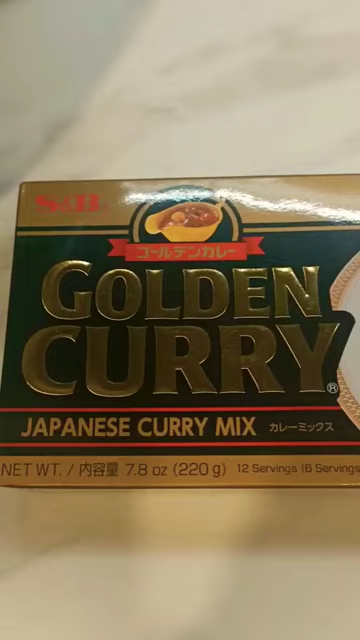 S&B
ゴールデンカレー
GOLDEN
CURRY®
JAPANESE CURRY MIX カレーミックス
NET WT. / 内容量 7.8 oz (220 g) 12 Servings (6 Servings